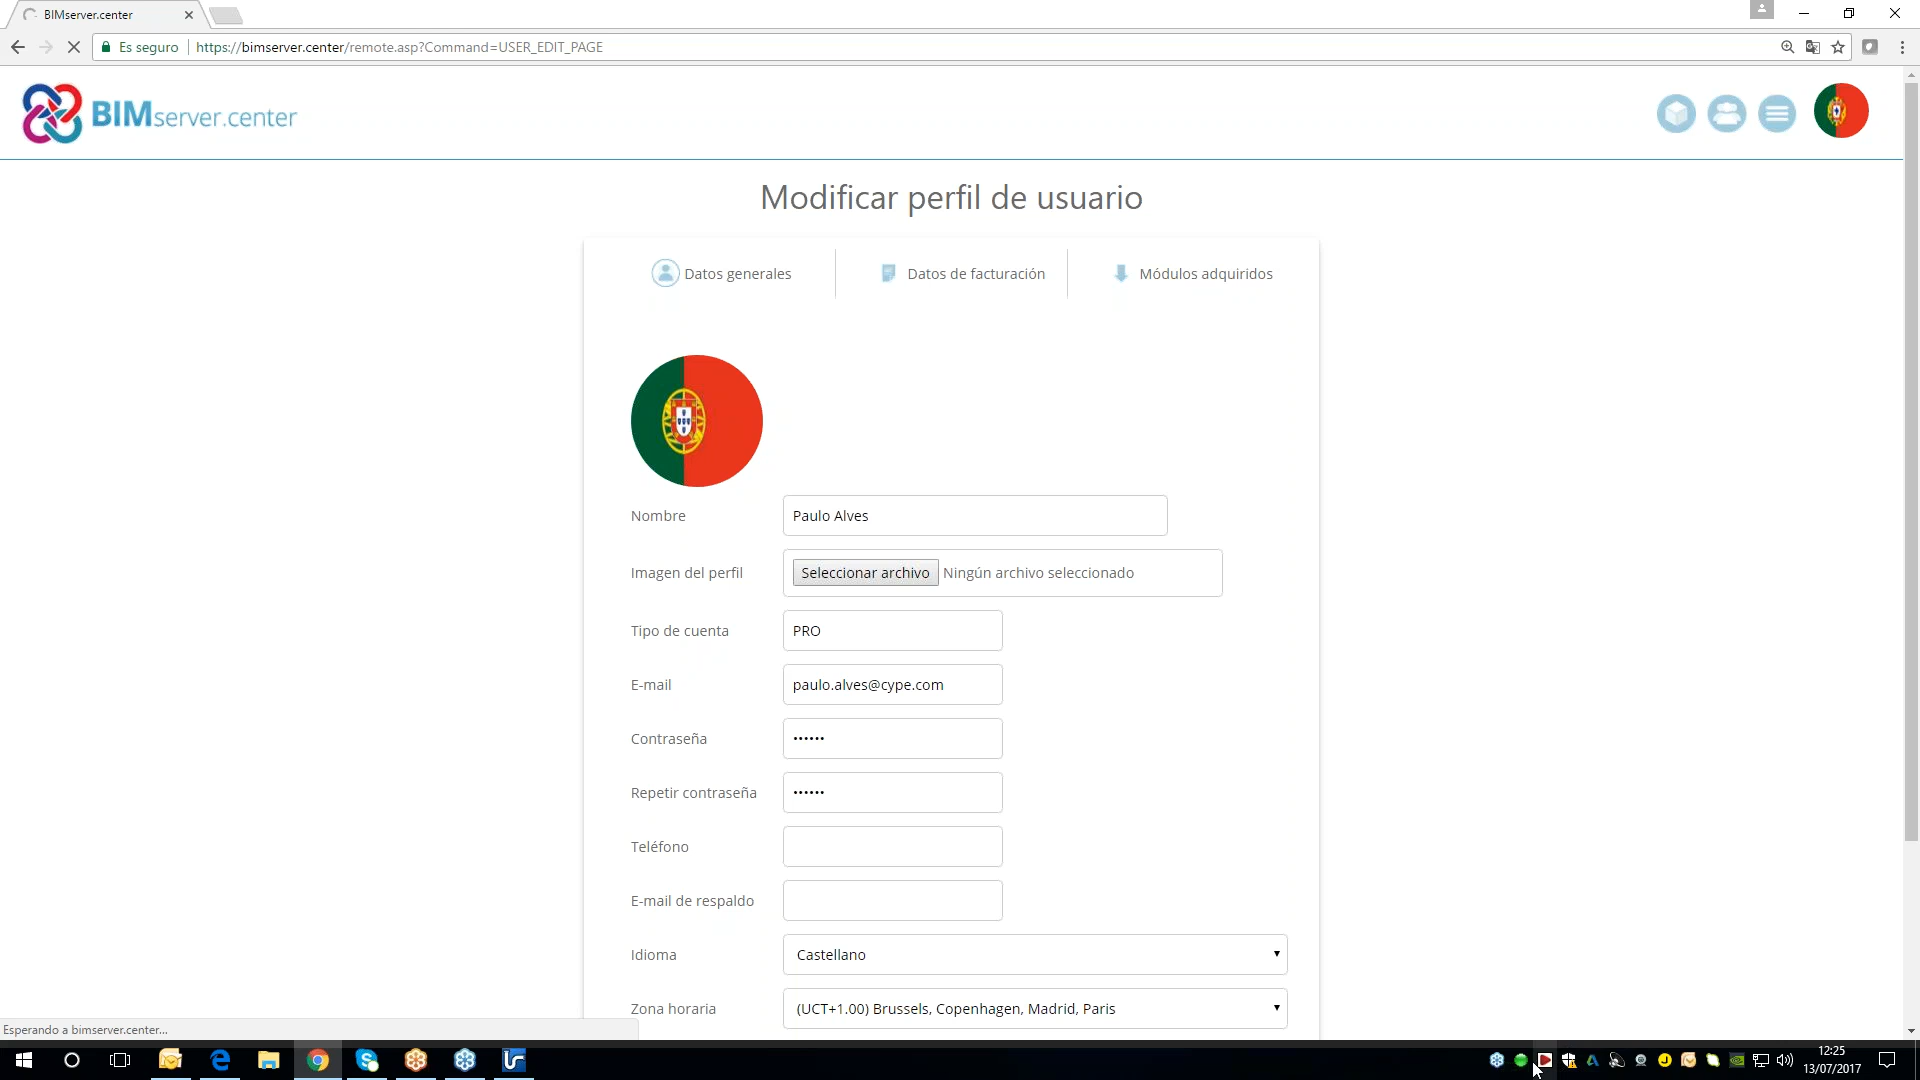 BIMserver.center
Es seguro
https://bimserver.center/remote.asp?Command=USER_EDIT_PAGE
BIMserver.center
Modificar perfil de usuario
Datos generales
Datos de facturación
Módulos adquiridos
Nombre
Paulo Alves
Imagen del perfil
Seleccionar archivo
Ningún archivo seleccionado
Tipo de cuenta
PRO
E-mail
paulo.alves@cype.com
Contraseña
••••••
Repetir contraseña
••••••
Teléfono
E-mail de respaldo
Idioma
Castellano
Zona horaria
(UCT+1.00) Brussels, Copenhagen, Madrid, Paris
Esperando a bimserver.center...
12:25
13/07/2017